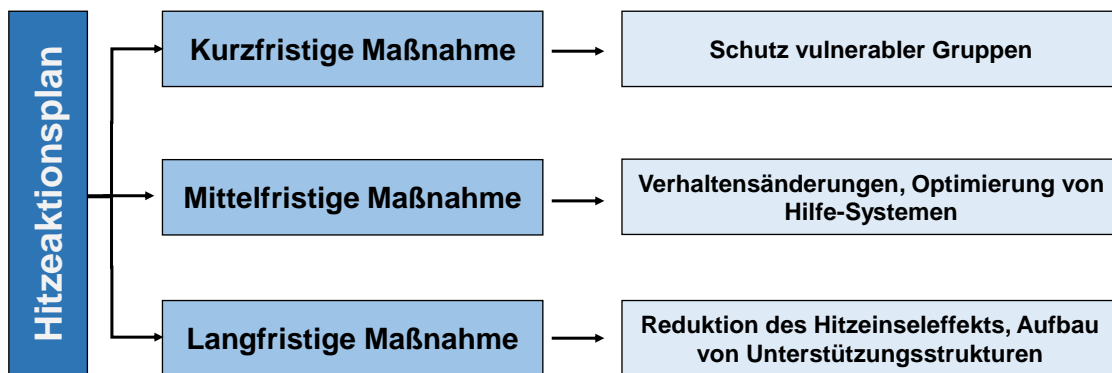 Hitzeaktionsplan
Kurzfristige Maßnahme
Schutz vulnerabler Gruppen
Mittelfristige Maßnahme
Verhaltensänderungen, Optimierung von
Hilfe-Systemen
Langfristige Maßnahme
Reduktion des Hitzeinseleffekts, Aufbau
von Unterstützungsstrukturen